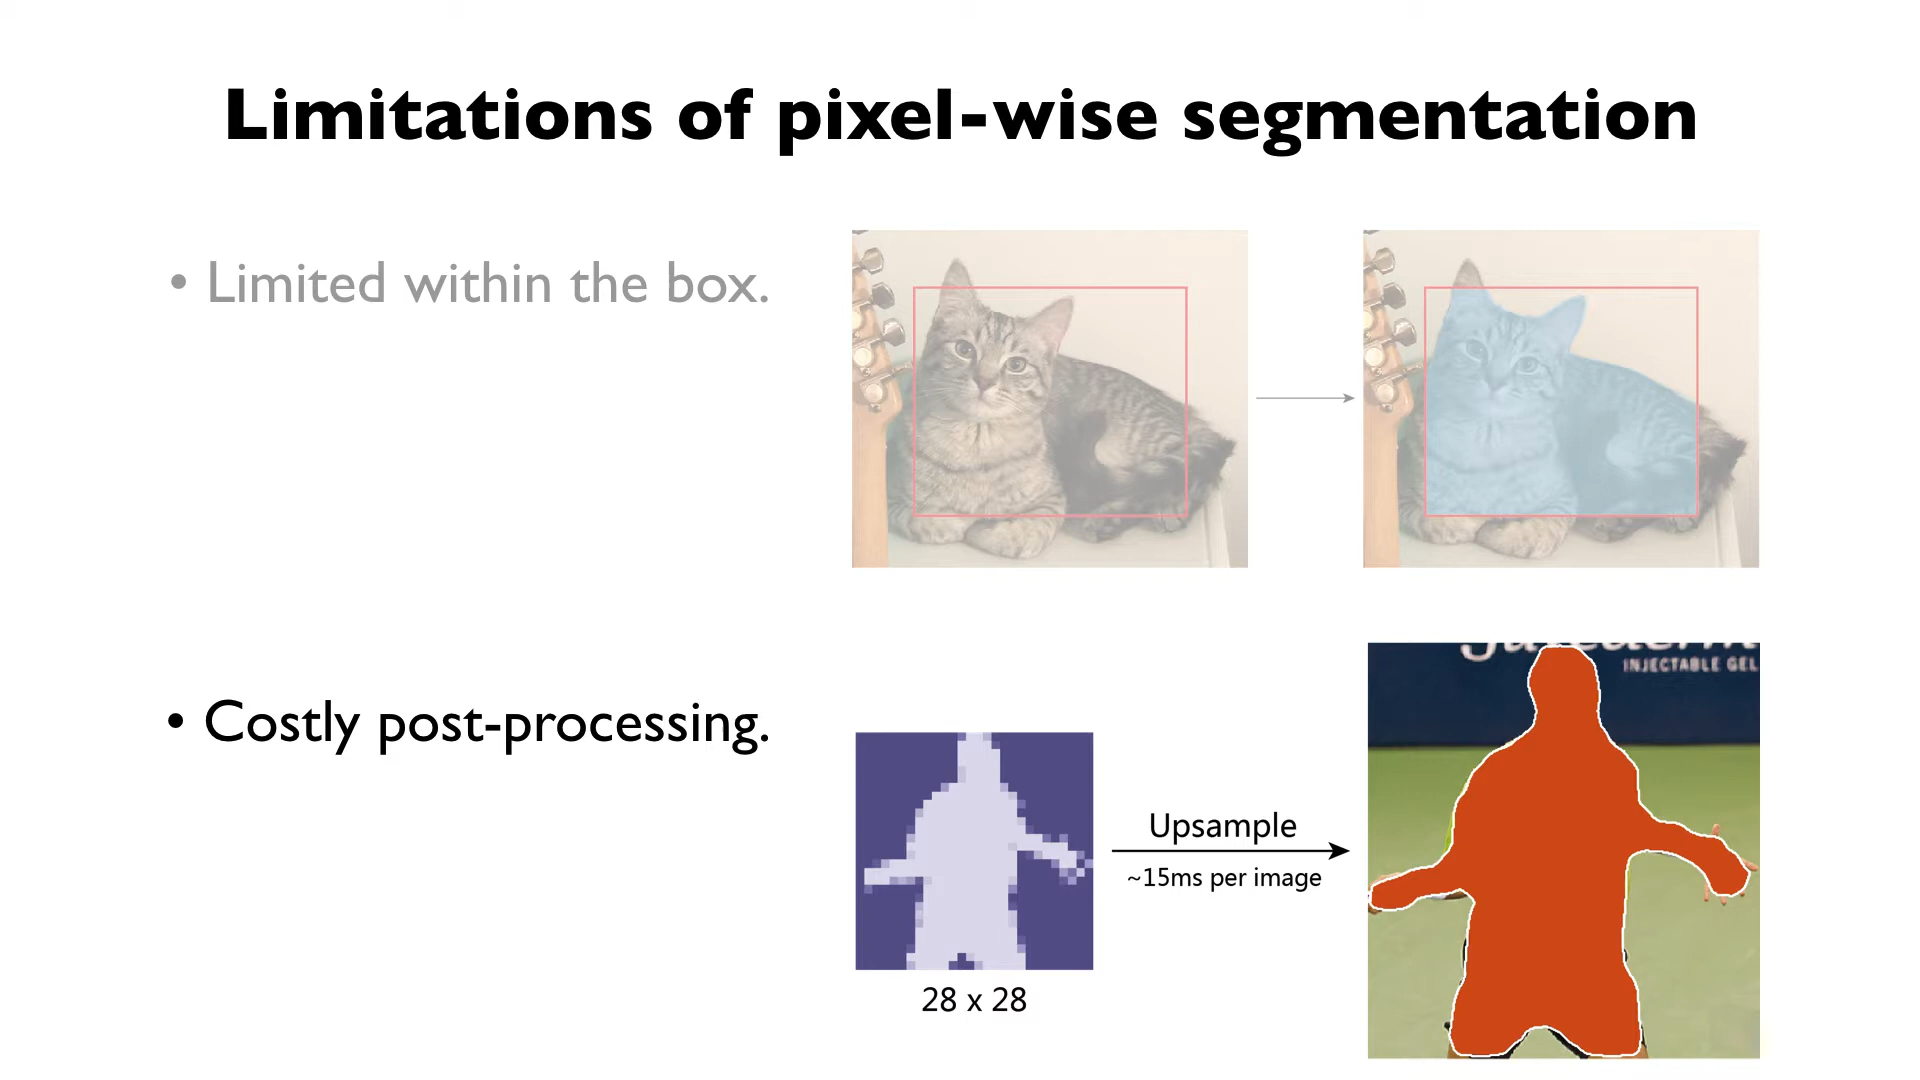 Limitations of pixel-wise segmentation
• Limited within the box.
• Costly post-processing.
INJECTABLE GEL
Upsample
~15ms per image
28 x 28